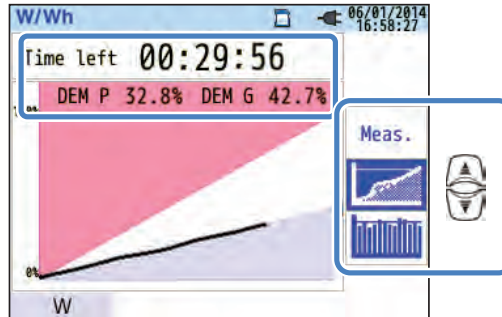 W/Wh
06/01/2014
16:58:27
Time left 00:29:56
DEM P 32.8% DEM G 42.7%
Meas.
0%
W